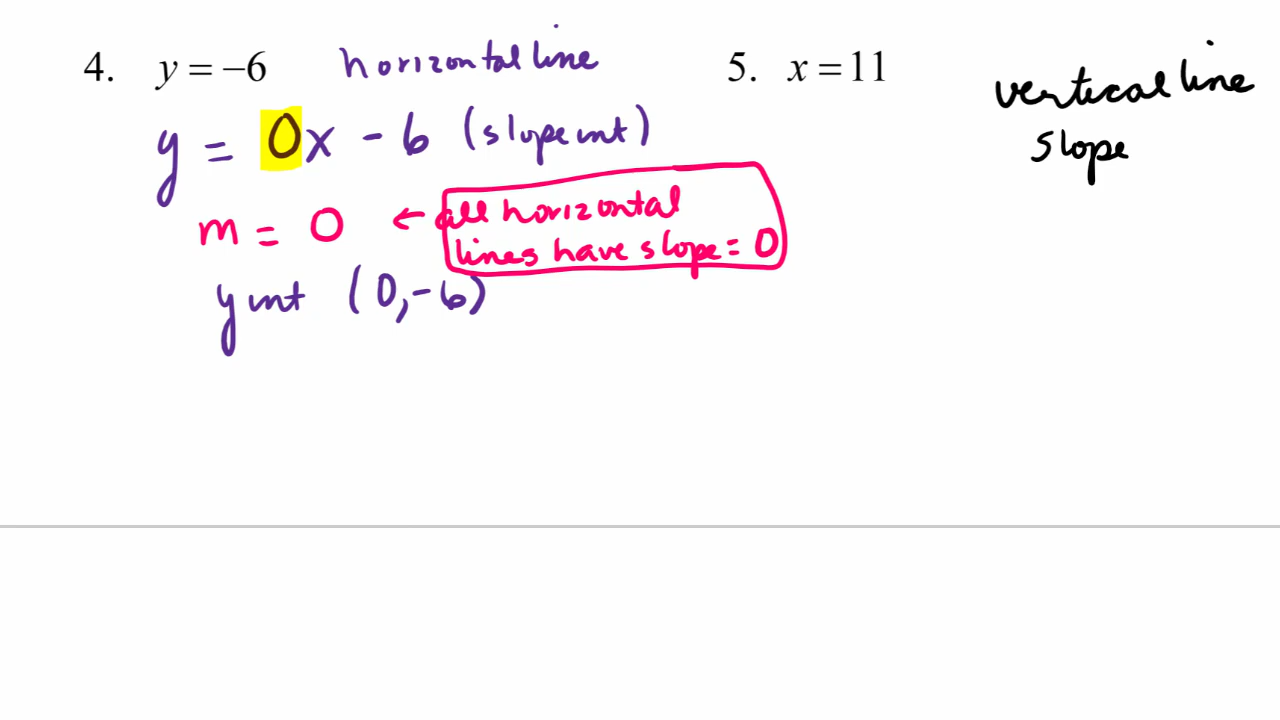 4. y = −6 horizontal line
y = 0x - 6 (slope int)
m = 0 ← all horizontal
lines have slope = 0
y int (0, -6)
5. x = 11 vertical line
slope